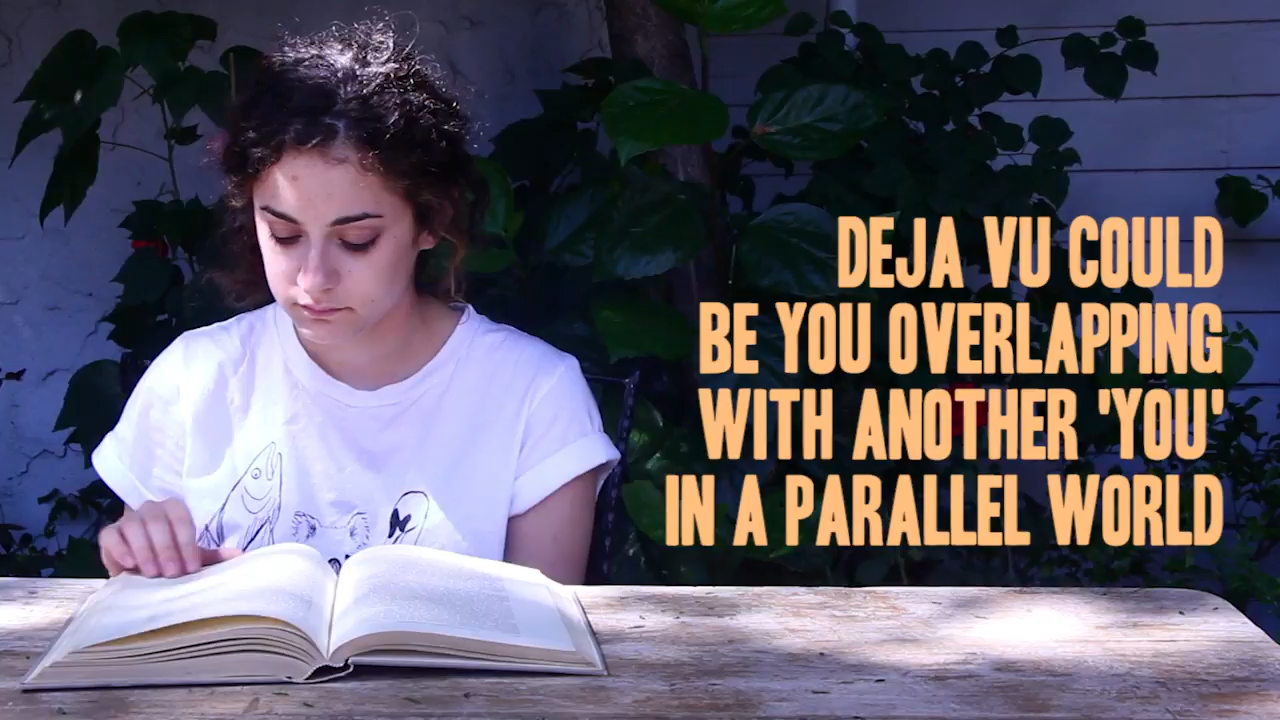 DEJA VU COULD
BE YOU OVERLAPPING
WITH ANOTHER 'YOU'
IN A PARALLEL WORLD